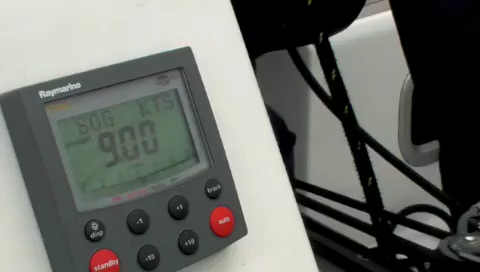 Raymarine
SOG KTS
9.00
disp -1 +1 track
standby -10 +10 auto